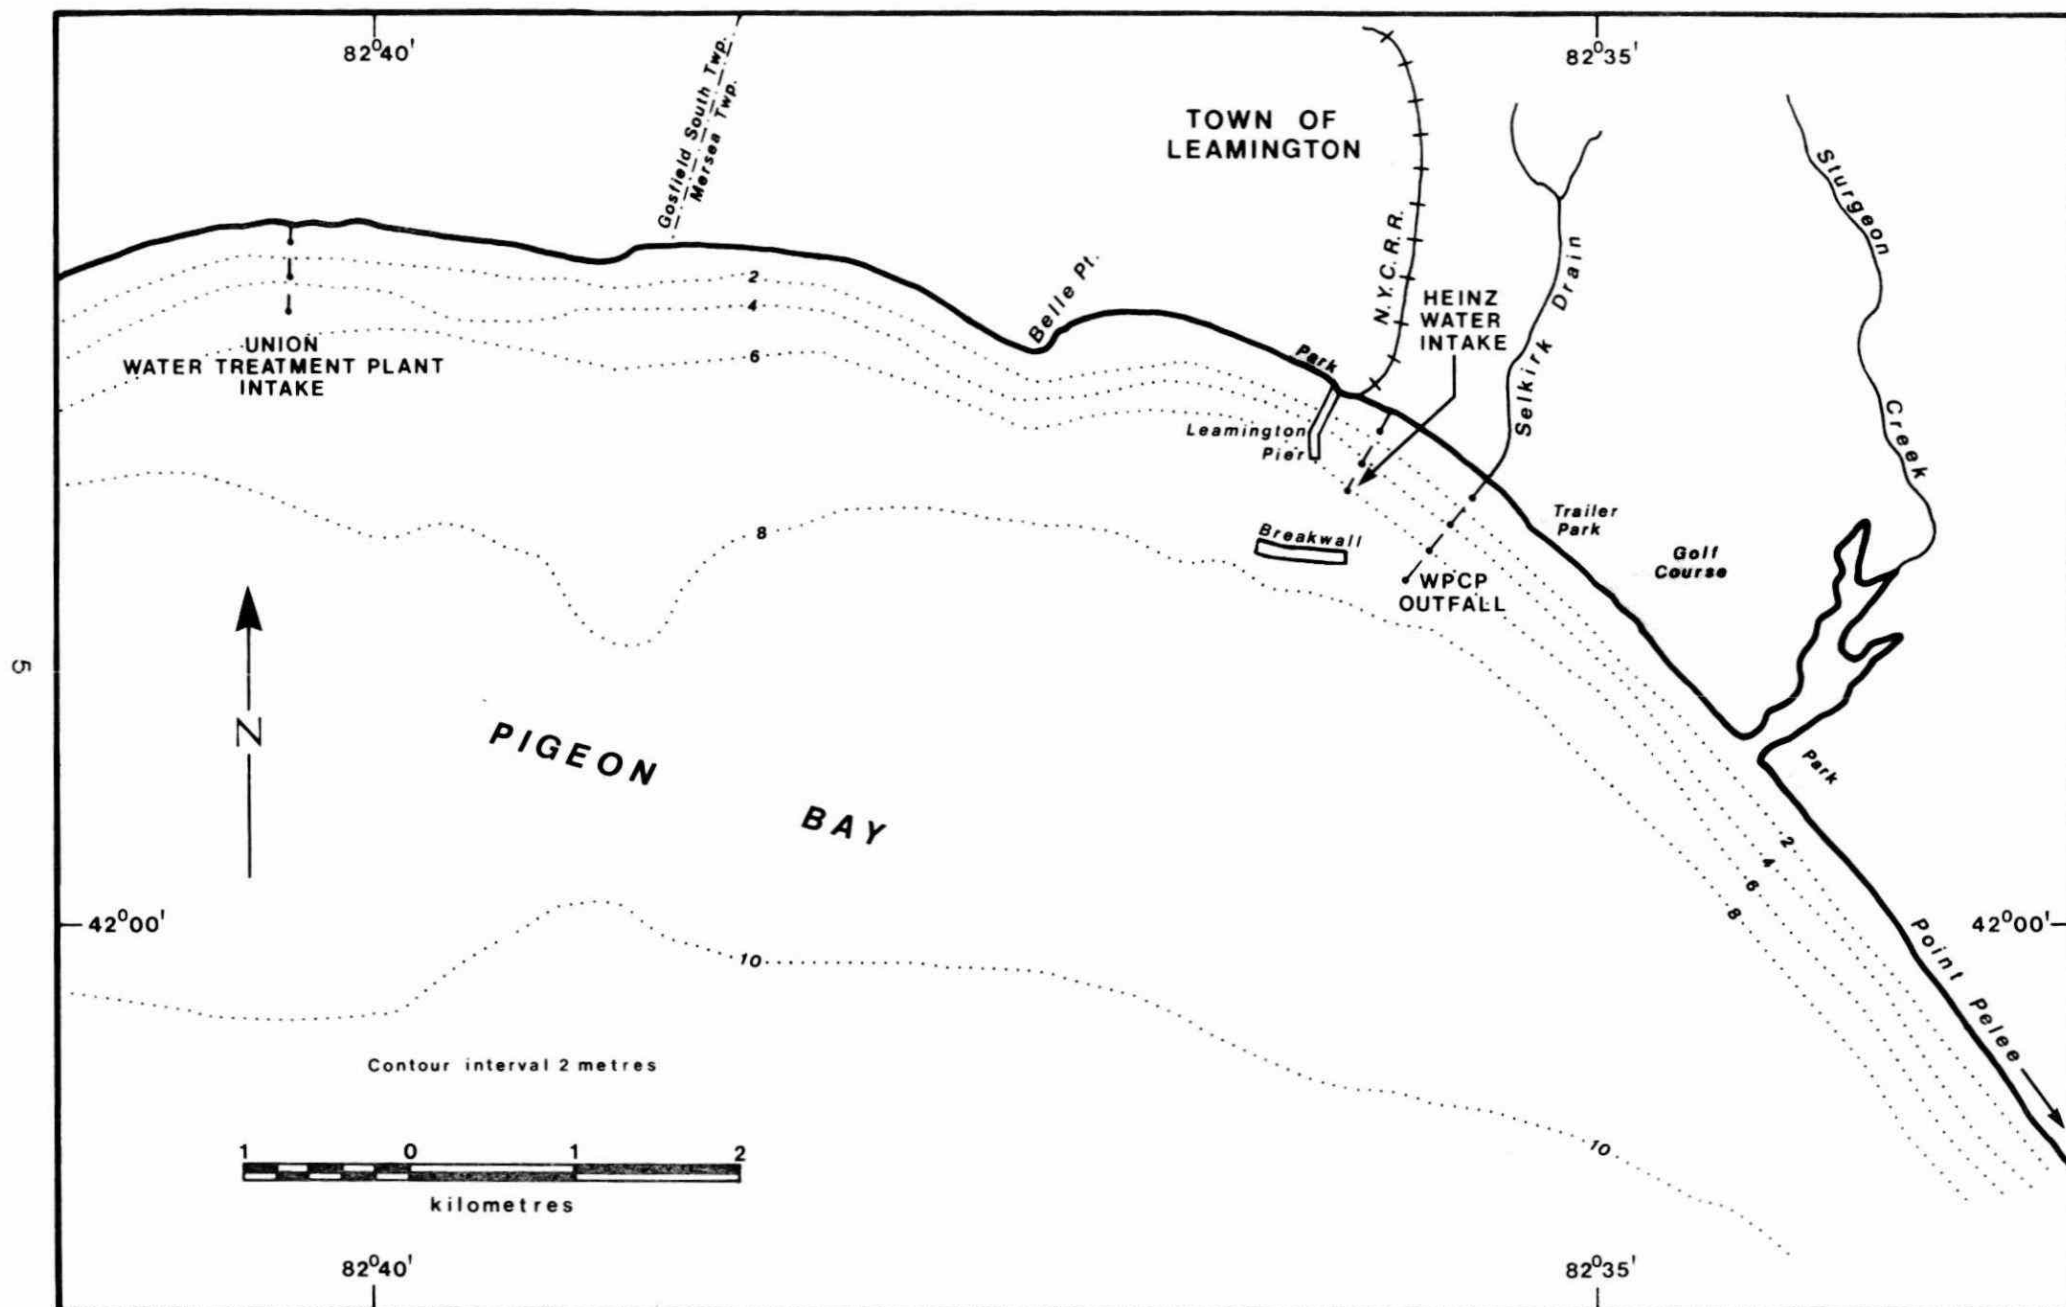 82°40'
82°35'
Gosfield South Twp.
Mersea Twp.
TOWN OF
LEAMINGTON
N.Y.C.R.R.
Selkirk Drain
Sturgeon Creek
HEINZ
WATER
INTAKE
Belle Pt.
Park
2
4
6
UNION
WATER TREATMENT PLANT
INTAKE
Leamington
Pier
8
Breakwall
WPCP
OUTFALL
Trailer
Park
Golf
Course
N
5
PIGEON BAY
Park
2
4
6
8
42°00'
42°00'
Point Pelee
10
10
Contour interval 2 metres
1 0 1 2
kilometres
82°40'
82°35'